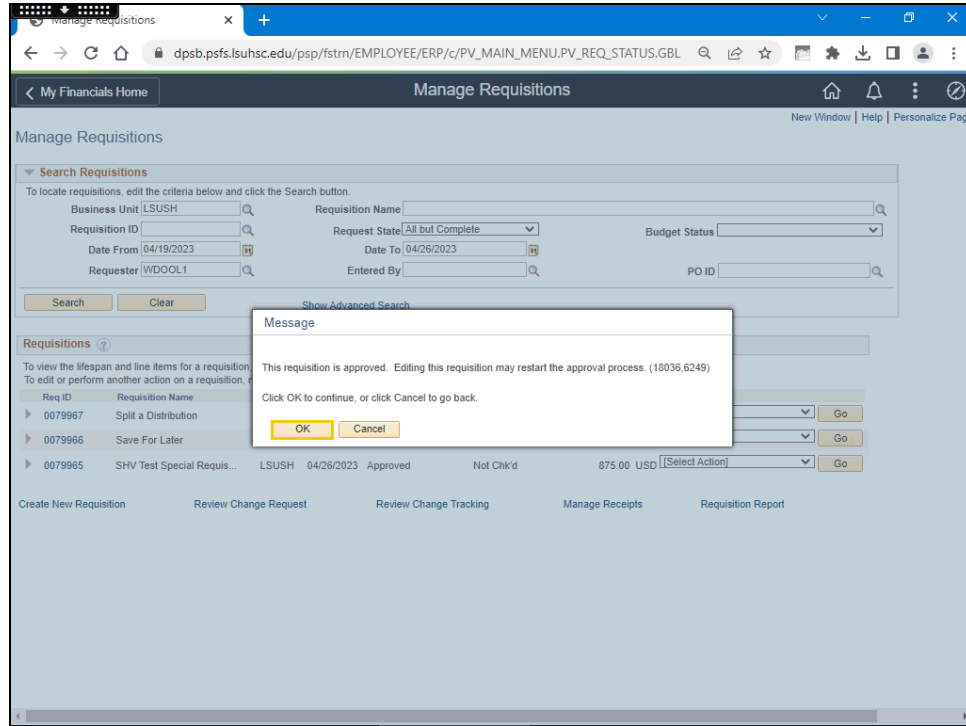 Manage Requisitions
dpsb.psfs.lsuhsc.edu/psp/fstrn/EMPLOYEE/ERP/c/PV_MAIN_MENU.PV_REQ_STATUS.GBL
My Financials Home
Manage Requisitions
New Window | Help | Personalize Pag
Manage Requisitions
Search Requisitions
To locate requisitions, edit the criteria below and click the Search button.
Business Unit LSUSH Requisition Name
Requisition ID Request State All but Complete Budget Status
Date From 04/19/2023 Date To 04/26/2023
Requester WDOOL1 Entered By PO ID
Search Clear Show Advanced Search
Message
This requisition is approved. Editing this requisition may restart the approval process. (18036,6249)
Click OK to continue, or click Cancel to go back.
OK Cancel
Requisitions ?
To view the lifespan and line items for a requisition,
To edit or perform another action on a requisition,
Req ID Requisition Name
0079967 Split a Distribution Go
0079966 Save For Later Go
0079965 SHV Test Special Requis... LSUSH 04/26/2023 Approved Not Chk'd 875.00 USD [Select Action] Go
Create New Requisition Review Change Request Review Change Tracking Manage Receipts Requisition Report